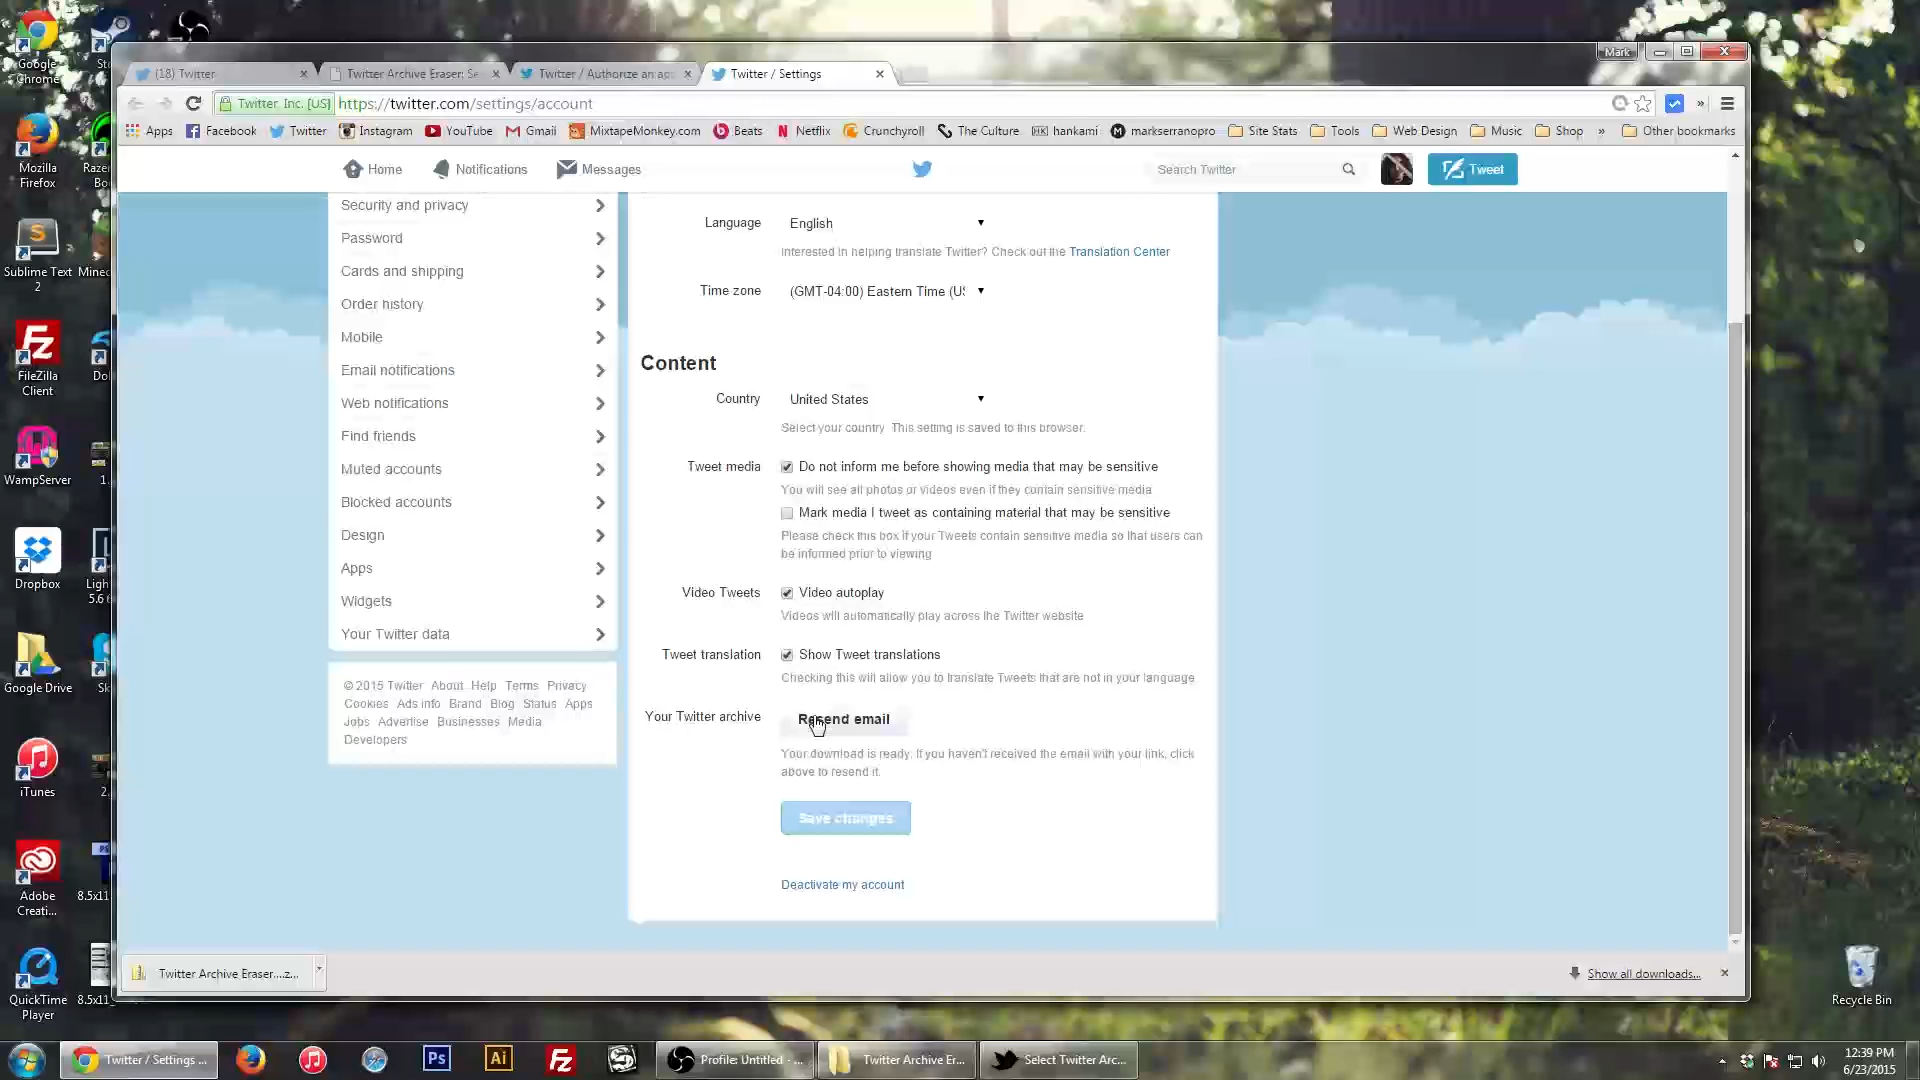 Mark
(18) Twitter
Twitter Archive Eraser: Se
Twitter / Authorize an app
Twitter / Settings
Twitter, Inc. [US]
https://twitter.com/settings/account
Apps
Facebook
Twitter
Instagram
YouTube
Gmail
MixtapeMonkey.com
Beats
Netflix
Crunchyroll
The Culture
hankami
markserranopro
Site Stats
Tools
Web Design
Music
Shop
»
Other bookmarks
Home
Notifications
Messages
Search Twitter
Tweet
Security and privacy
Password
Cards and shipping
Order history
Mobile
Email notifications
Web notifications
Find friends
Muted accounts
Blocked accounts
Design
Apps
Widgets
Your Twitter data
© 2015 Twitter About Help Terms Privacy
Cookies Ads info Brand Blog Status Apps
Jobs Advertise Businesses Media
Developers
Language
English
Interested in helping translate Twitter? Check out the Translation Center
Time zone
(GMT-04:00) Eastern Time (US
Content
Country
United States
Select your country. This setting is saved to this browser.
Tweet media
Do not inform me before showing media that may be sensitive
You will see all photos or videos even if they contain sensitive media
Mark media I tweet as containing material that may be sensitive
Please check this box if your Tweets contain sensitive media so that users can
be informed prior to viewing
Video Tweets
Video autoplay
Videos will automatically play across the Twitter website
Tweet translation
Show Tweet translations
Checking this will allow you to translate Tweets that are not in your language
Your Twitter archive
Resend email
Your download is ready. If you haven't received the email with your link, click
above to resend it.
Save changes
Deactivate my account
Twitter Archive Eraser....z...
Show all downloads...
Google
Chrome
Mozilla
Firefox
Sublime Text
2
FileZilla
Client
WampServer
Dropbox
Google Drive
iTunes
Adobe
Creati...
QuickTime
Player
Razer
Minec
Ligh
5.6 6
8.5x11
8.5x11_
Recycle Bin
Twitter / Settings ...
Ps
Ai
Profile: Untitled - ...
Twitter Archive Er...
Select Twitter Arc...
12:39 PM
6/23/2015